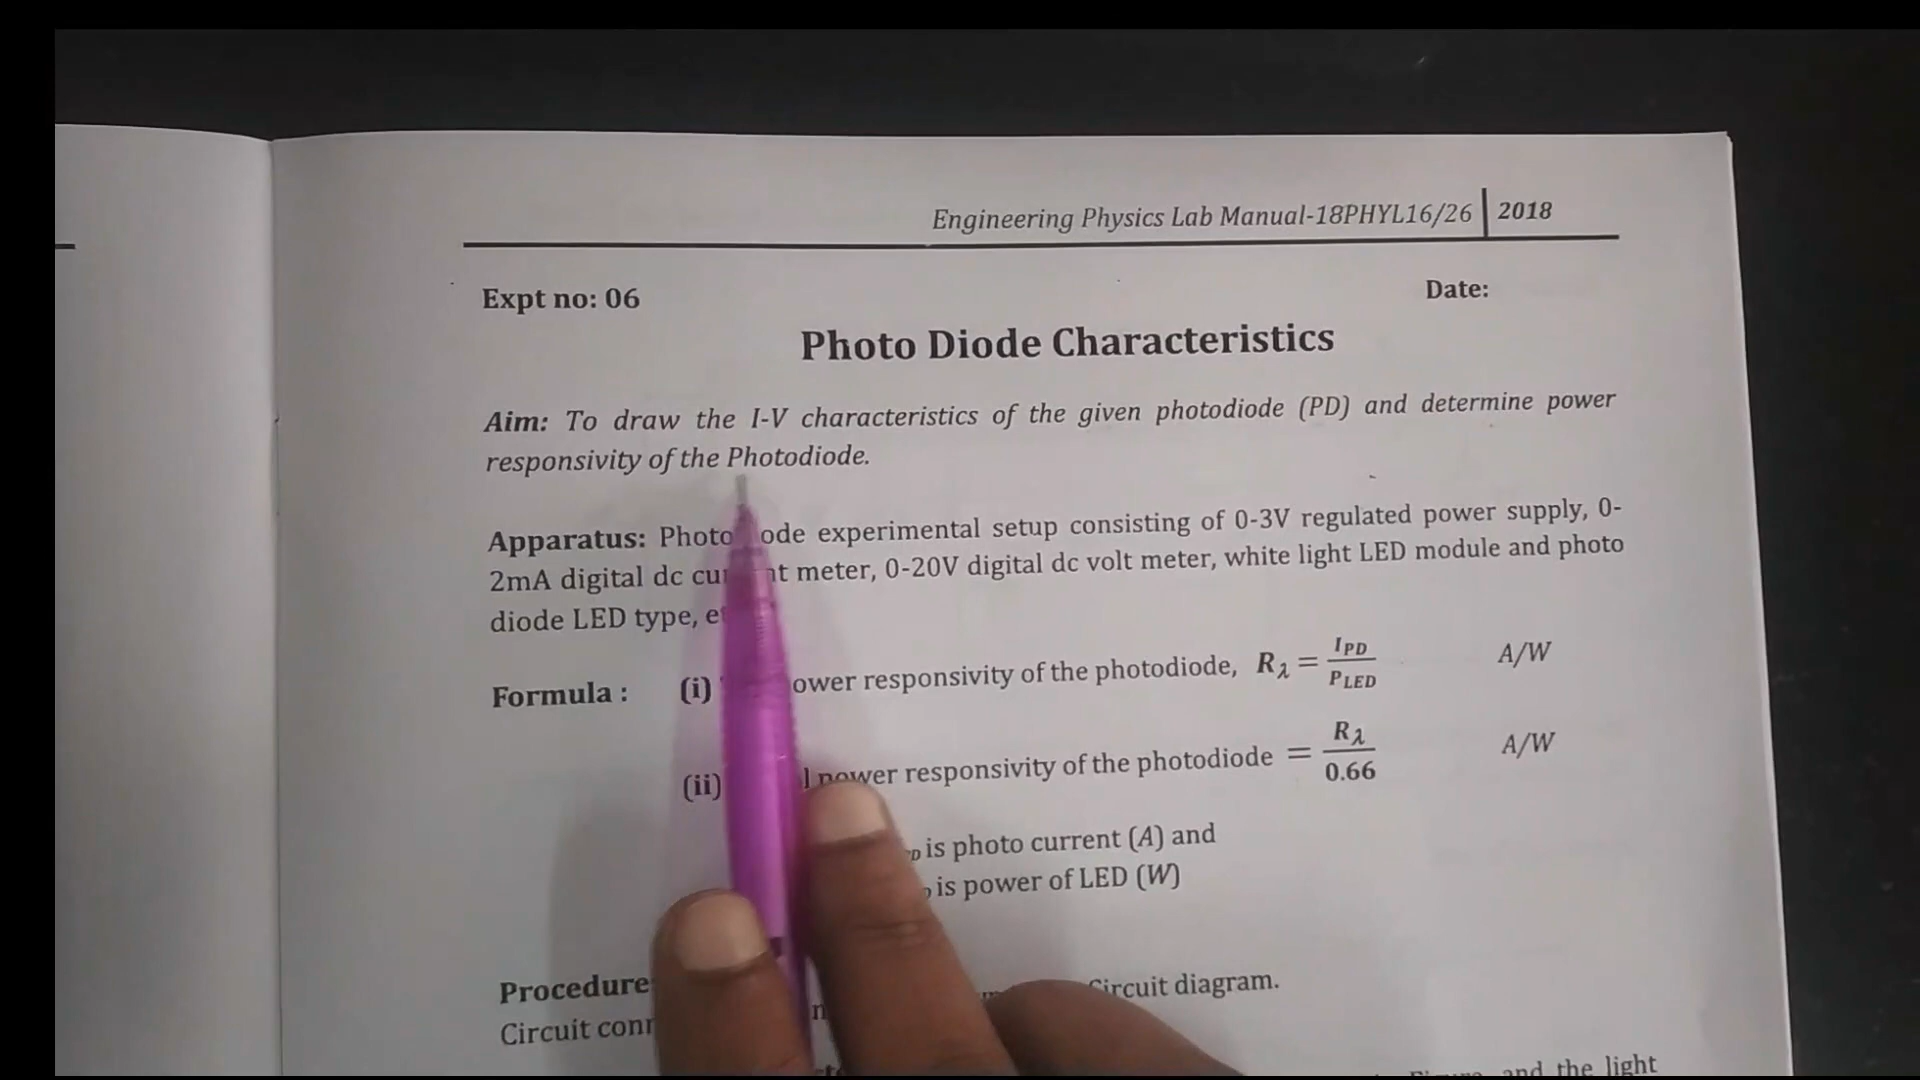 Engineering Physics Lab Manual-18PHYL16/26 2018
Expt no: 06 Date:
Photo Diode Characteristics
Aim: To draw the I-V characteristics of the given photodiode (PD) and determine power
responsivity of the Photodiode.
Apparatus: Photo ode experimental setup consisting of 0-3V regulated power supply, 0-
2mA digital dc cu t meter, 0-20V digital dc volt meter, white light LED module and photo
diode LED type, e
Formula : (i) ower responsivity of the photodiode, Rλ = IPD/PLED A/W
(ii) power responsivity of the photodiode = Rλ/0.66 A/W
is photo current (A) and
is power of LED (W)
Procedure Circuit diagram.
Circuit con
and the light